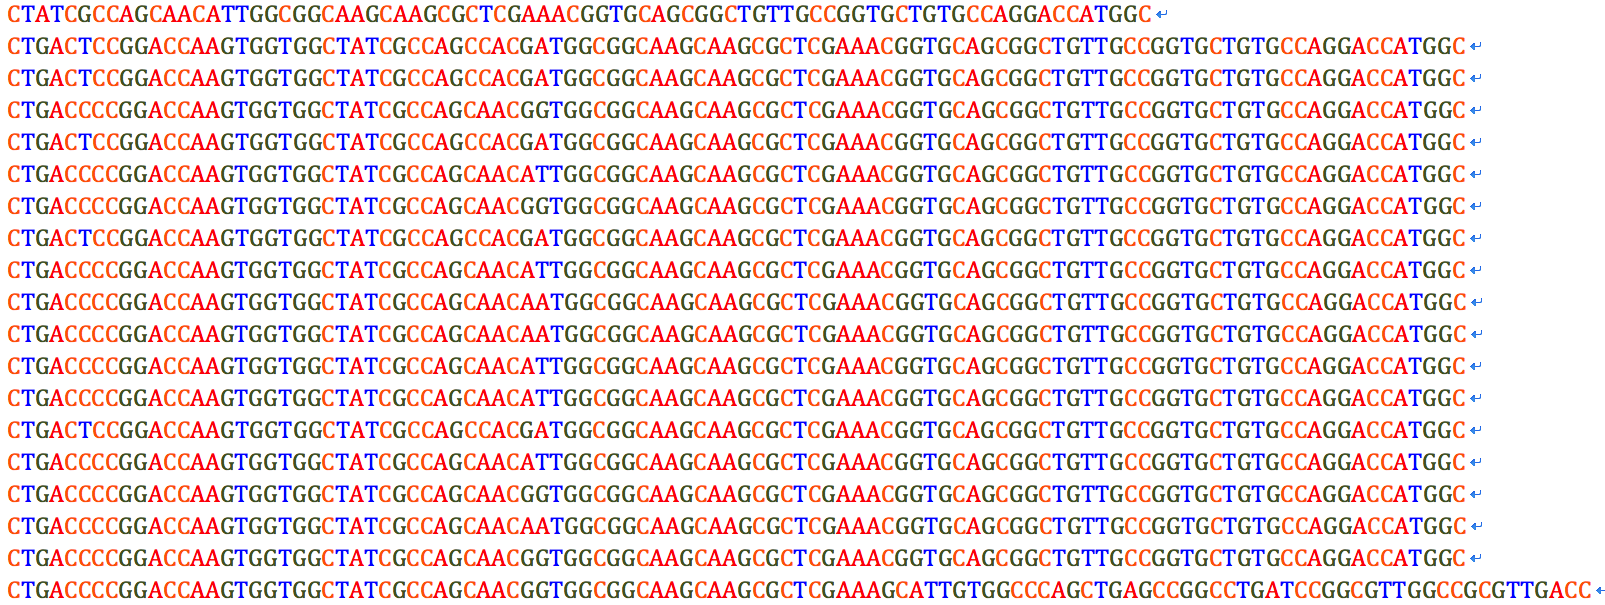 CTATCGCCAGCAACATTGGCGGCAAGCAAGCGCTCGAAACGGTGCAGCGGCTGTTGCCGGTGCTGTGCCAGGACCATGGC
CTGACTCCGGACCAAGTGGTGGCTATCGCCAGCCACGATGGCGGCAAGCAAGCGCTCGAAACGGTGCAGCGGCTGTTGCCGGTGCTGTGCCAGGACCATGGC
CTGACTCCGGACCAAGTGGTGGCTATCGCCAGCCACGATGGCGGCAAGCAAGCGCTCGAAACGGTGCAGCGGCTGTTGCCGGTGCTGTGCCAGGACCATGGC
CTGACCCCGGACCAAGTGGTGGCTATCGCCAGCAACGGTGGCGGCAAGCAAGCGCTCGAAACGGTGCAGCGGCTGTTGCCGGTGCTGTGCCAGGACCATGGC
CTGACTCCGGACCAAGTGGTGGCTATCGCCAGCCACGATGGCGGCAAGCAAGCGCTCGAAACGGTGCAGCGGCTGTTGCCGGTGCTGTGCCAGGACCATGGC
CTGACCCCGGACCAAGTGGTGGCTATCGCCAGCAACATTGGCGGCAAGCAAGCGCTCGAAACGGTGCAGCGGCTGTTGCCGGTGCTGTGCCAGGACCATGGC
CTGACCCCGGACCAAGTGGTGGCTATCGCCAGCAACGGTGGCGGCAAGCAAGCGCTCGAAACGGTGCAGCGGCTGTTGCCGGTGCTGTGCCAGGACCATGGC
CTGACTCCGGACCAAGTGGTGGCTATCGCCAGCCACGATGGCGGCAAGCAAGCGCTCGAAACGGTGCAGCGGCTGTTGCCGGTGCTGTGCCAGGACCATGGC
CTGACCCCGGACCAAGTGGTGGCTATCGCCAGCAACATTGGCGGCAAGCAAGCGCTCGAAACGGTGCAGCGGCTGTTGCCGGTGCTGTGCCAGGACCATGGC
CTGACCCCGGACCAAGTGGTGGCTATCGCCAGCAACAATGGCGGCAAGCAAGCGCTCGAAACGGTGCAGCGGCTGTTGCCGGTGCTGTGCCAGGACCATGGC
CTGACCCCGGACCAAGTGGTGGCTATCGCCAGCAACAATGGCGGCAAGCAAGCGCTCGAAACGGTGCAGCGGCTGTTGCCGGTGCTGTGCCAGGACCATGGC
CTGACCCCGGACCAAGTGGTGGCTATCGCCAGCAACATTGGCGGCAAGCAAGCGCTCGAAACGGTGCAGCGGCTGTTGCCGGTGCTGTGCCAGGACCATGGC
CTGACCCCGGACCAAGTGGTGGCTATCGCCAGCAACATTGGCGGCAAGCAAGCGCTCGAAACGGTGCAGCGGCTGTTGCCGGTGCTGTGCCAGGACCATGGC
CTGACTCCGGACCAAGTGGTGGCTATCGCCAGCCACGATGGCGGCAAGCAAGCGCTCGAAACGGTGCAGCGGCTGTTGCCGGTGCTGTGCCAGGACCATGGC
CTGACCCCGGACCAAGTGGTGGCTATCGCCAGCAACATTGGCGGCAAGCAAGCGCTCGAAACGGTGCAGCGGCTGTTGCCGGTGCTGTGCCAGGACCATGGC
CTGACCCCGGACCAAGTGGTGGCTATCGCCAGCAACGGTGGCGGCAAGCAAGCGCTCGAAACGGTGCAGCGGCTGTTGCCGGTGCTGTGCCAGGACCATGGC
CTGACCCCGGACCAAGTGGTGGCTATCGCCAGCAACAATGGCGGCAAGCAAGCGCTCGAAACGGTGCAGCGGCTGTTGCCGGTGCTGTGCCAGGACCATGGC
CTGACCCCGGACCAAGTGGTGGCTATCGCCAGCAACGGTGGCGGCAAGCAAGCGCTCGAAACGGTGCAGCGGCTGTTGCCGGTGCTGTGCCAGGACCATGGC
CTGACCCCGGACCAAGTGGTGGCTATCGCCAGCAACGGTGGCGGCAAGCAAGCGCTCGAAAGCATTGTGGCCCAGCTGAGCCGGCCTGATCCGGCGTTGGCCGCGTTGACC